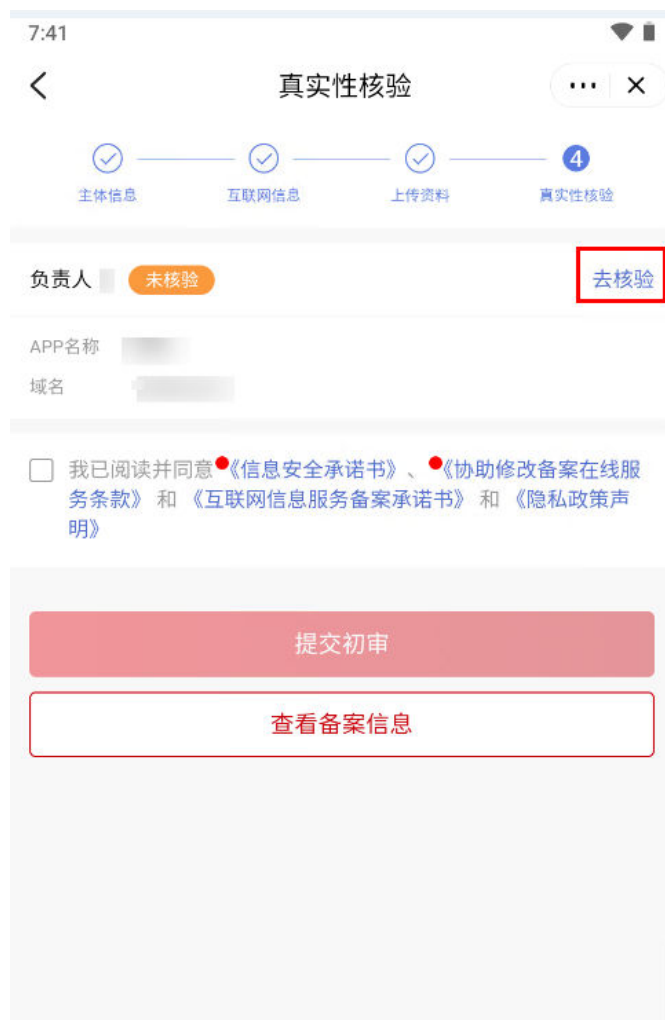 7:41
真实性核验
4
主体信息
互联网信息
上传资料
真实性核验
负责人 未核验 去核验
APP名称
域名
我已阅读并同意《信息安全承诺书》、《协助修改备案在线服
务条款》 和 《互联网信息服务备案承诺书》 和 《隐私政策声
明》
提交初审
查看备案信息